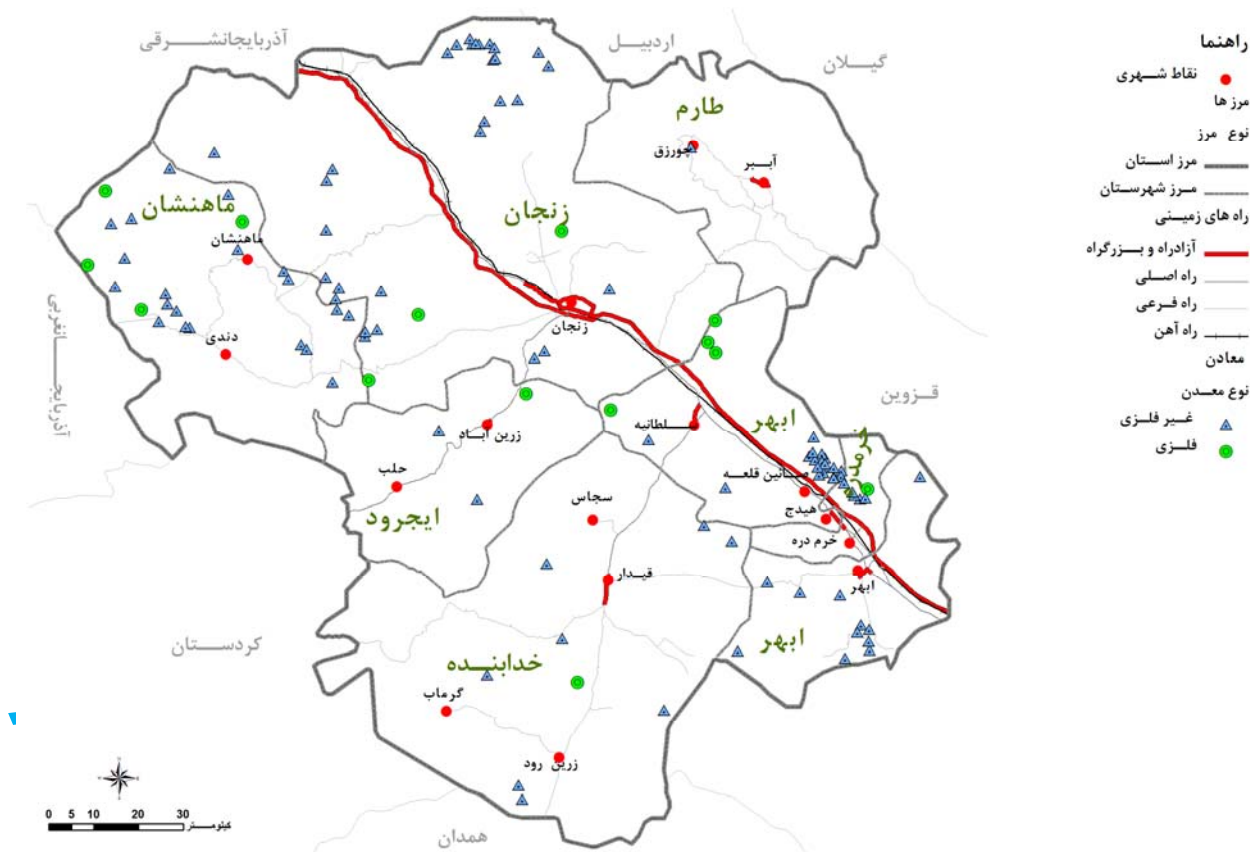 آذربایجانشرقی
اردبیل
گیلان
طارم
چورزق
آببر
ماهنشان
ماهنشان
زنجان
زنجان
دندی
آذربایجانغربی
قزوین
ابهر
سلطانیه
خرمدره
صائین قلعه
هیدج
خرم دره
ابهر
ابهر
زرین آباد
حلب
ایجرود
سجاس
قیدار
کردستان
خدابنده
گرماب
زرین رود
همدان
0 5 10 20 30
کیلومتر
راهنما
نقاط شهری
مرز ها
نوع مرز
مرز استان
مرز شهرستان
راه های زمینی
آزادراه و بزرگراه
راه اصلی
راه فرعی
راه آهن
معادن
نوع معدن
غیر فلزی
فلزی